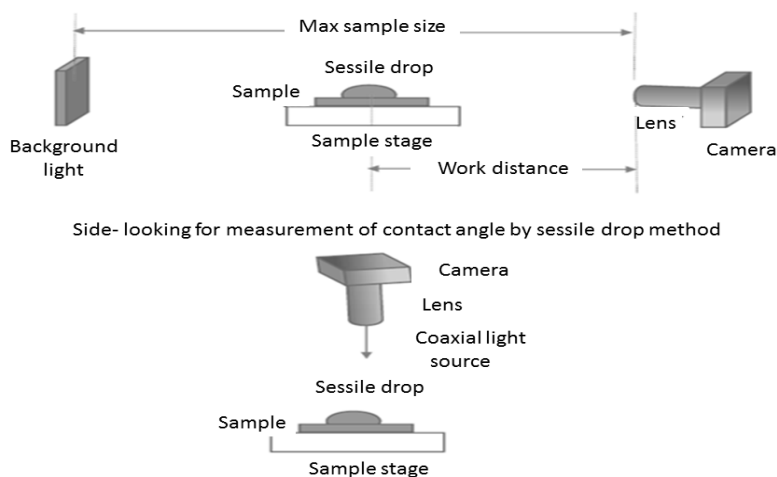 Max sample size
Sessile drop
Sample
Sample stage
Background
light
Lens
Camera
Work distance
Side- looking for measurement of contact angle by sessile drop method
Camera
Lens
Coaxial light
source
Sessile drop
Sample
Sample stage